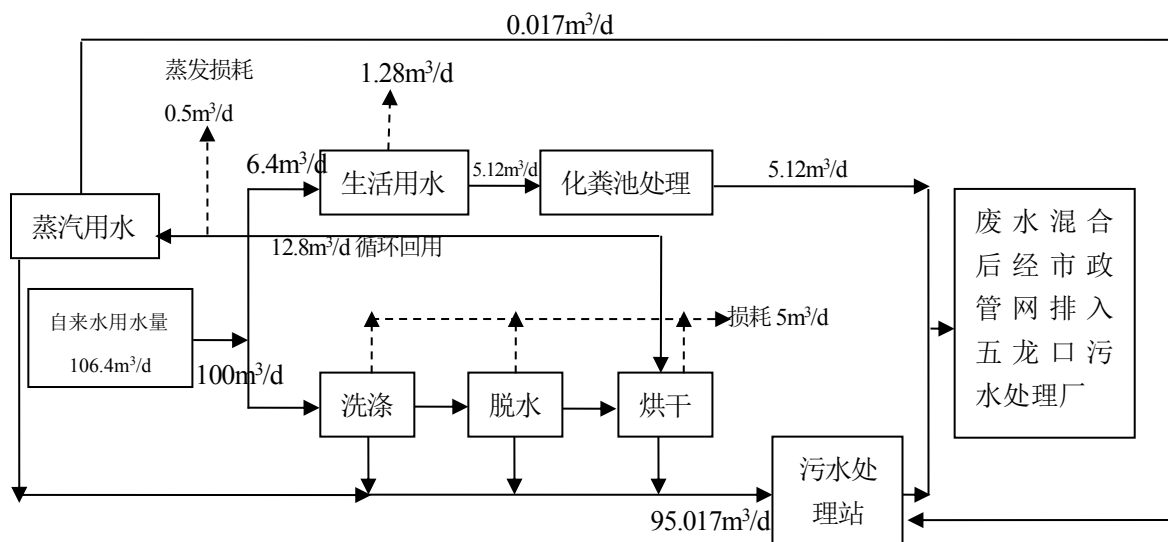 0.017m³/d
蒸发损耗
0.5m³/d
1.28m³/d
6.4m³/d
生活用水
5.12m³/d
化粪池处理
5.12m³/d
蒸汽用水
12.8m³/d 循环回用
废水混合
后经市政
管网排入
五龙口污
水处理厂
自来水用水量
106.4m³/d
100m³/d
损耗 5m³/d
洗涤
脱水
烘干
污水处
理站
95.017m³/d